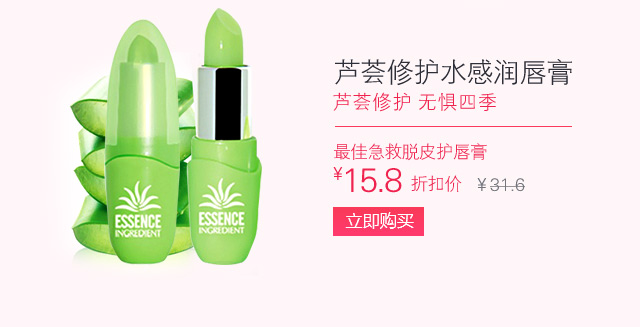 芦荟修护水感润唇膏
芦荟修护 无惧四季
最佳急救脱皮护唇膏
¥15.8 折扣价 ¥31.6
立即购买
ESSENCE
INGREDIENT
ESSENCE
INGREDIENT